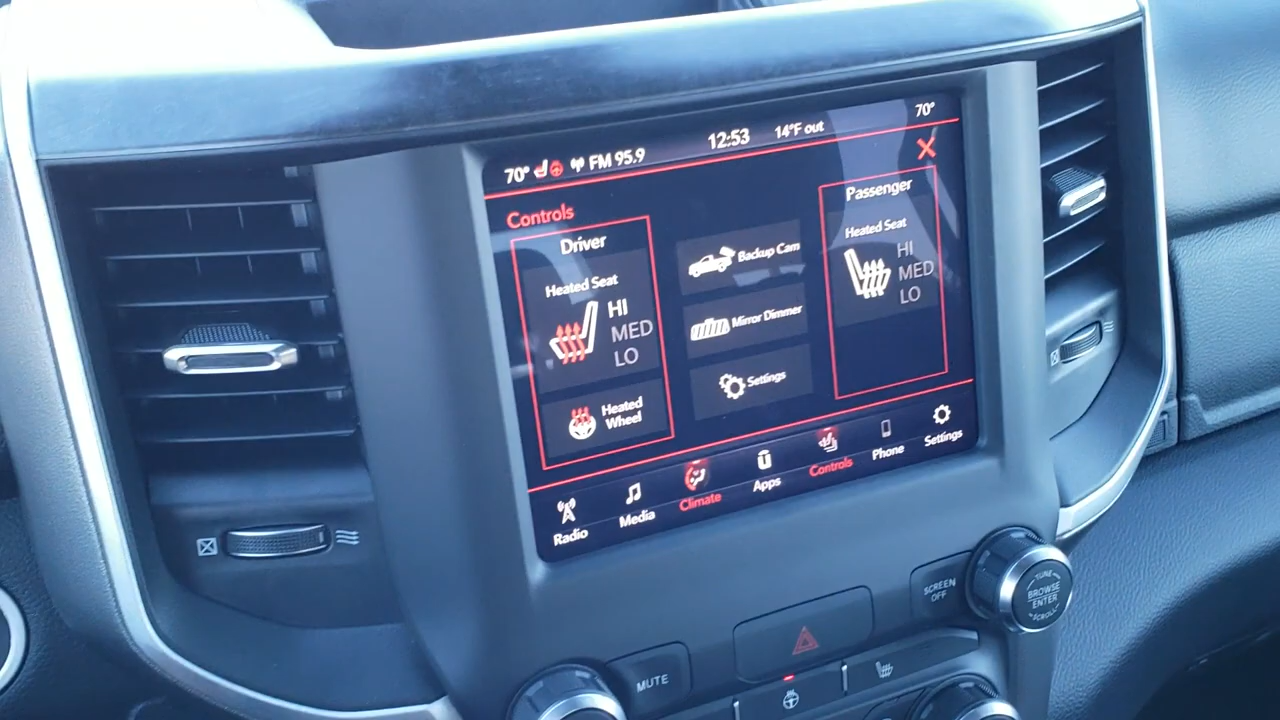 70° FM 95.9 12:53 14°F out 70°
Controls
Driver
Heated Seat
HI
MED
LO
Heated
Wheel
Backup Cam
Mirror Dimmer
Settings
Passenger
Heated Seat
HI
MED
LO
Radio Media Climate Apps Controls Phone Settings
SCREEN
OFF
TUNE
BROWSE
ENTER
SCROLL
MUTE